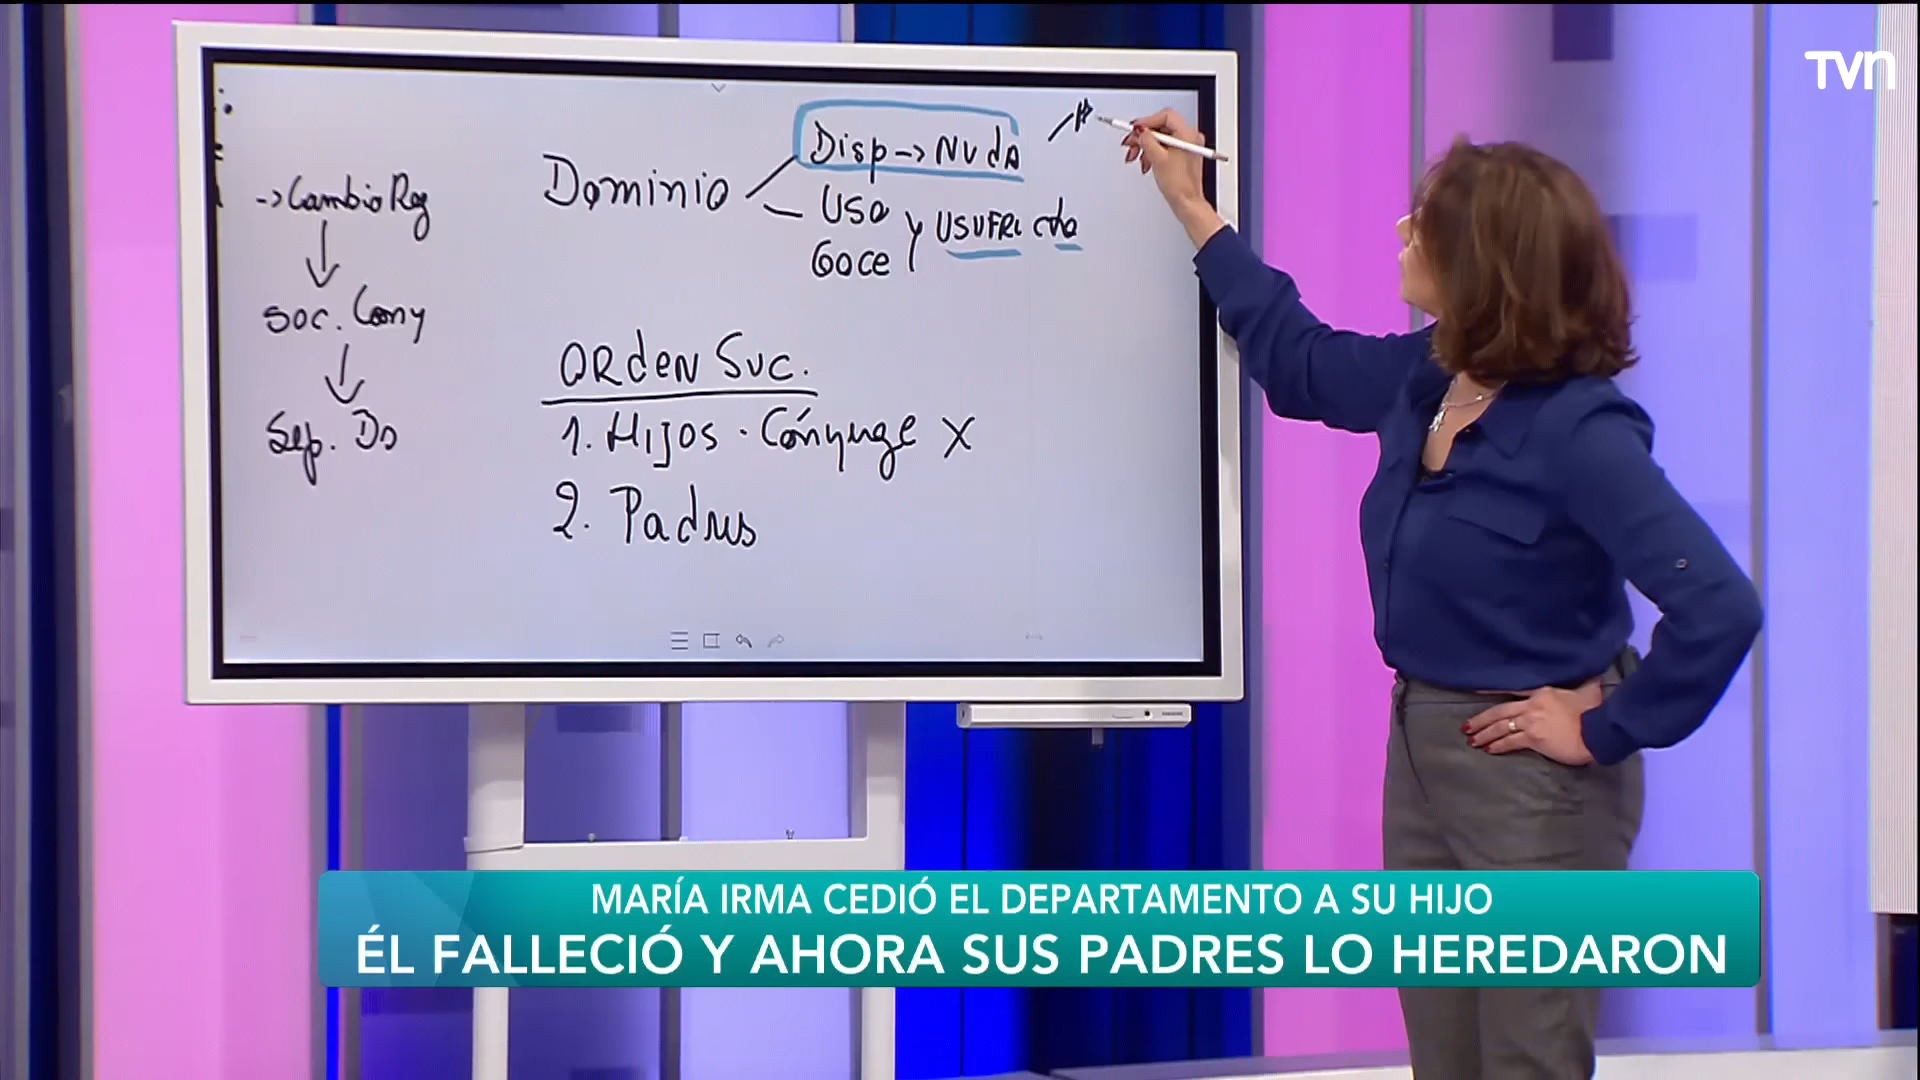 TVN
Dominio
Disp -> NUdA
USO
Goce
USUFRUcto
->Cambio Reg
Soc. Cony
Sep. Ds
ORdEN SUC.
1. HIJOS · Cónyuge X
2. Padres
MARÍA IRMA CEDIÓ EL DEPARTAMENTO A SU HIJO
ÉL FALLECIÓ Y AHORA SUS PADRES LO HEREDARON